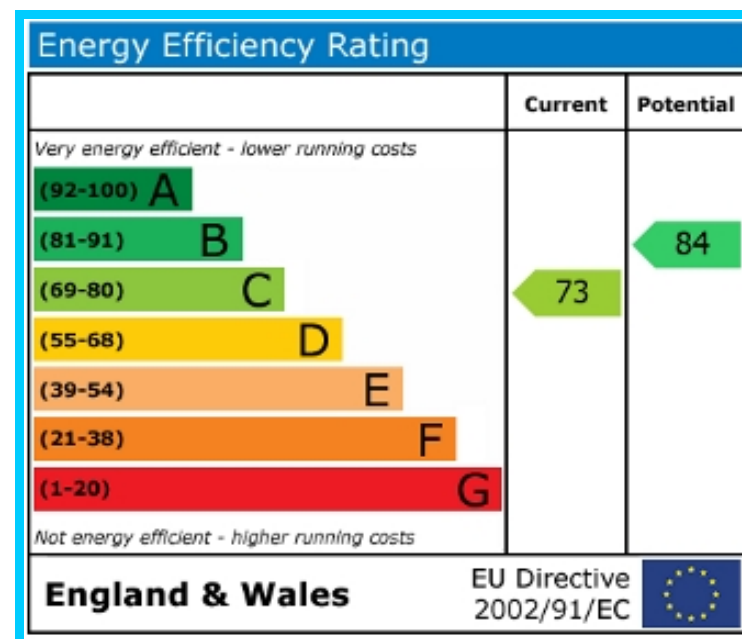 Energy Efficiency Rating
Current Potential
Very energy efficient - lower running costs
(92-100) A
(81-91) B
84
(69-80) C
73
(55-68) D
(39-54) E
(21-38) F
(1-20) G
Not energy efficient - higher running costs
England & Wales
EU Directive
2002/91/EC